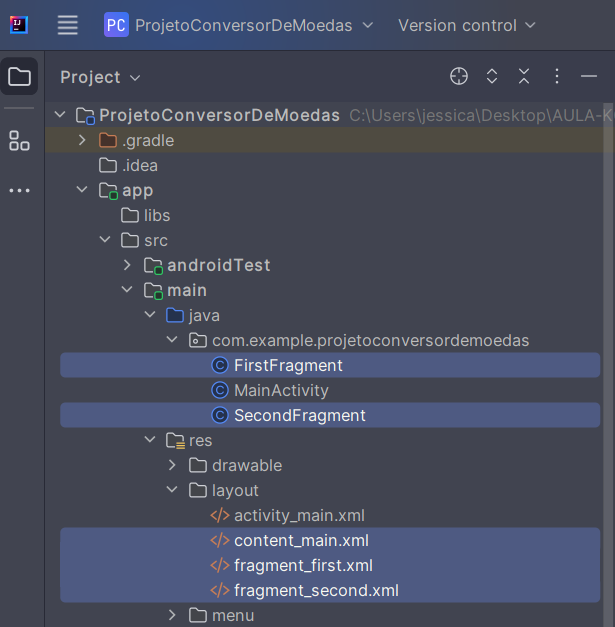 IJ
PC ProjetoConversorDeMoedas Version control
Project
ProjetoConversorDeMoedas C:\Users\jessica\Desktop\AULA-K
.gradle
.idea
app
libs
src
androidTest
main
java
com.example.projetoconversordemoedas
C FirstFragment
C MainActivity
C SecondFragment
res
drawable
layout
</> activity_main.xml
</> content_main.xml
</> fragment_first.xml
</> fragment_second.xml
menu